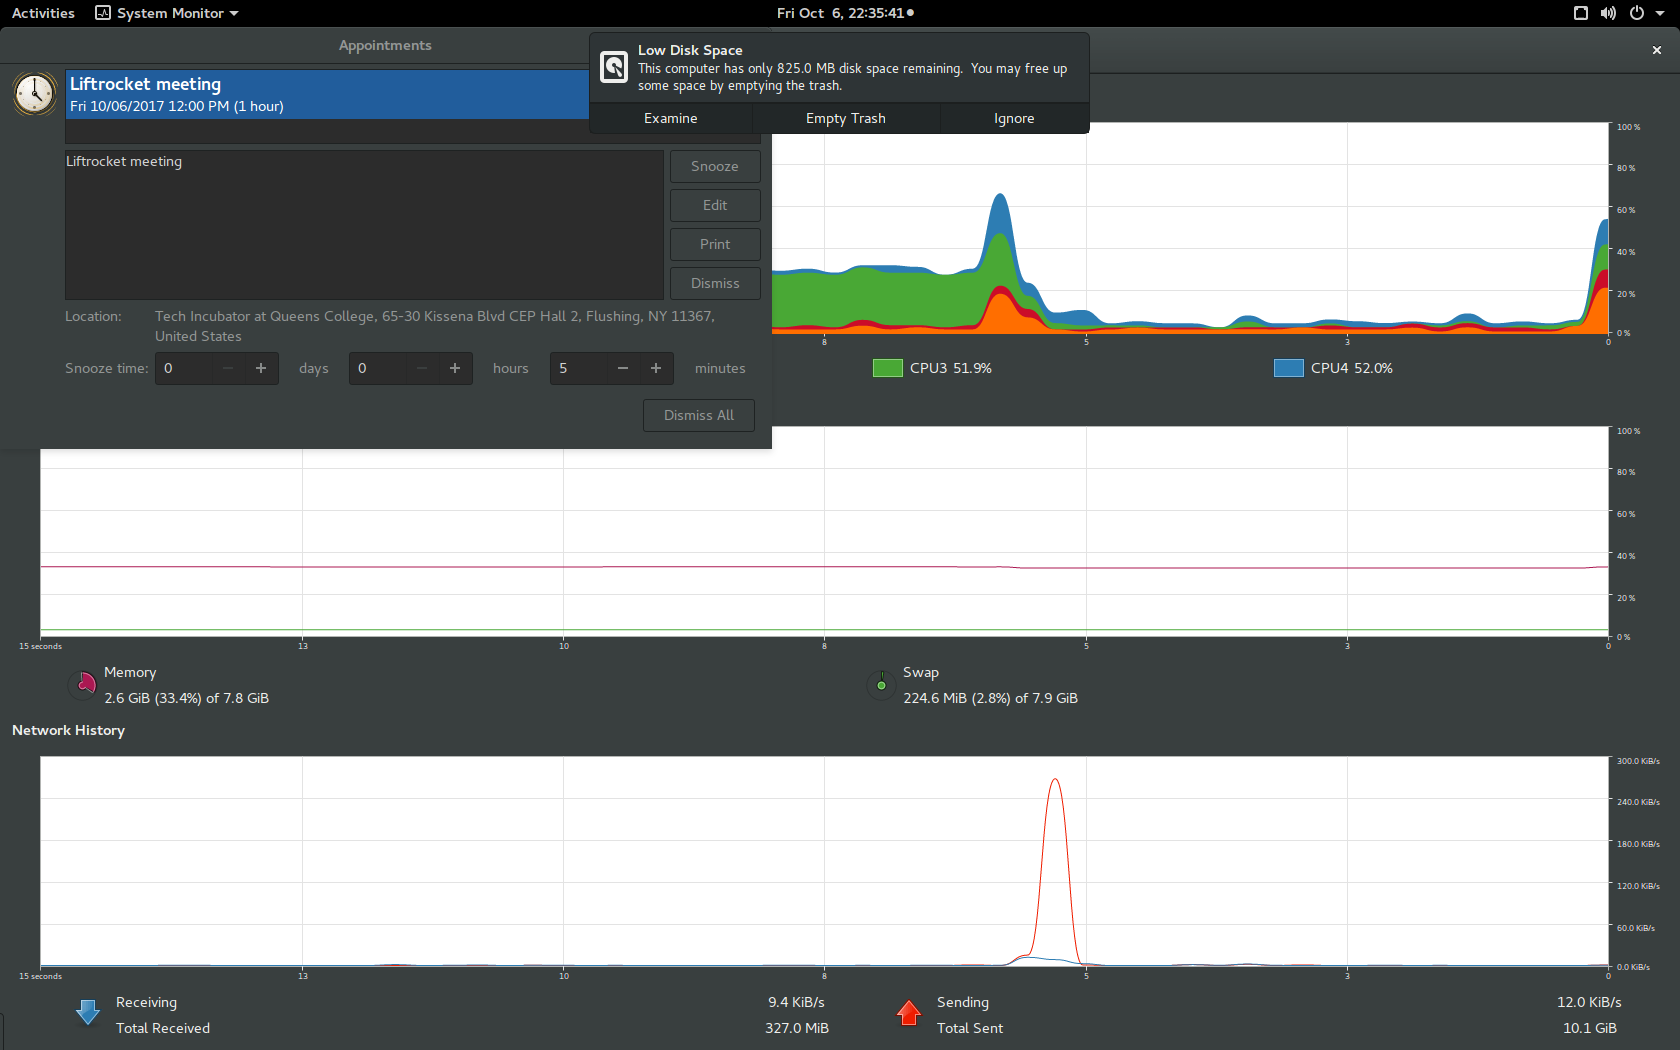 Activities
System Monitor
Fri Oct 6, 22:35:41
Appointments
Liftrocket meeting
Fri 10/06/2017 12:00 PM (1 hour)
Low Disk Space
This computer has only 825.0 MB disk space remaining. You may free up
some space by emptying the trash.
Examine
Empty Trash
Ignore
Liftrocket meeting
Snooze
Edit
Print
Dismiss
Location:
Tech Incubator at Queens College, 65-30 Kissena Blvd CEP Hall 2, Flushing, NY 11367,
United States
Snooze time:
0
days
0
hours
5
minutes
Dismiss All
100 %
80 %
60 %
40 %
20 %
0 %
8
5
3
0
CPU3 51.9%
CPU4 52.0%
100 %
80 %
60 %
40 %
20 %
0 %
15 seconds
13
10
8
5
3
0
Memory
2.6 GiB (33.4%) of 7.8 GiB
Swap
224.6 MiB (2.8%) of 7.9 GiB
Network History
300.0 KiB/s
240.0 KiB/s
180.0 KiB/s
120.0 KiB/s
60.0 KiB/s
0.0 KiB/s
15 seconds
13
10
8
5
3
0
Receiving
9.4 KiB/s
Total Received
327.0 MiB
Sending
12.0 KiB/s
Total Sent
10.1 GiB